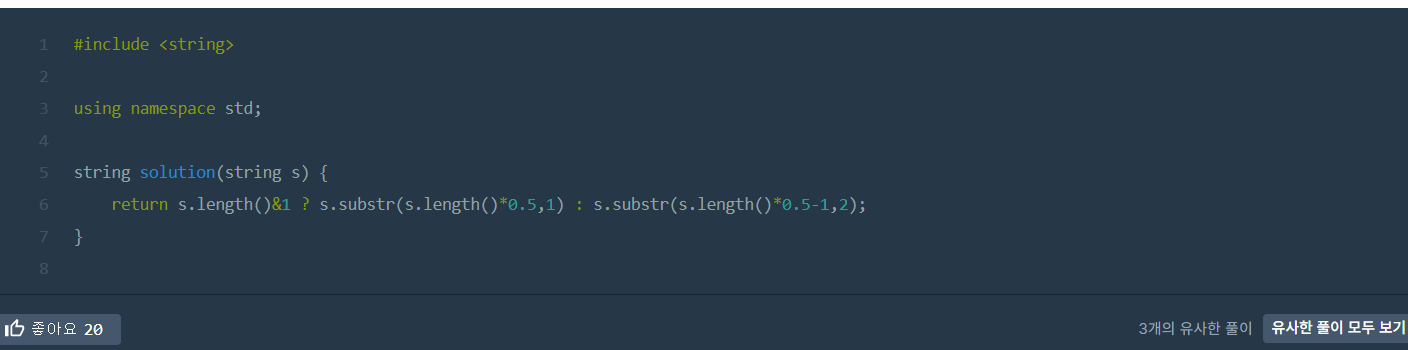 1 #include <string>
2
3 using namespace std;
4
5 string solution(string s) {
6     return s.length()&1 ? s.substr(s.length()*0.5,1) : s.substr(s.length()*0.5-1,2);
7 }
8
좋아요 20
3개의 유사한 풀이 유사한 풀이 모두 보기